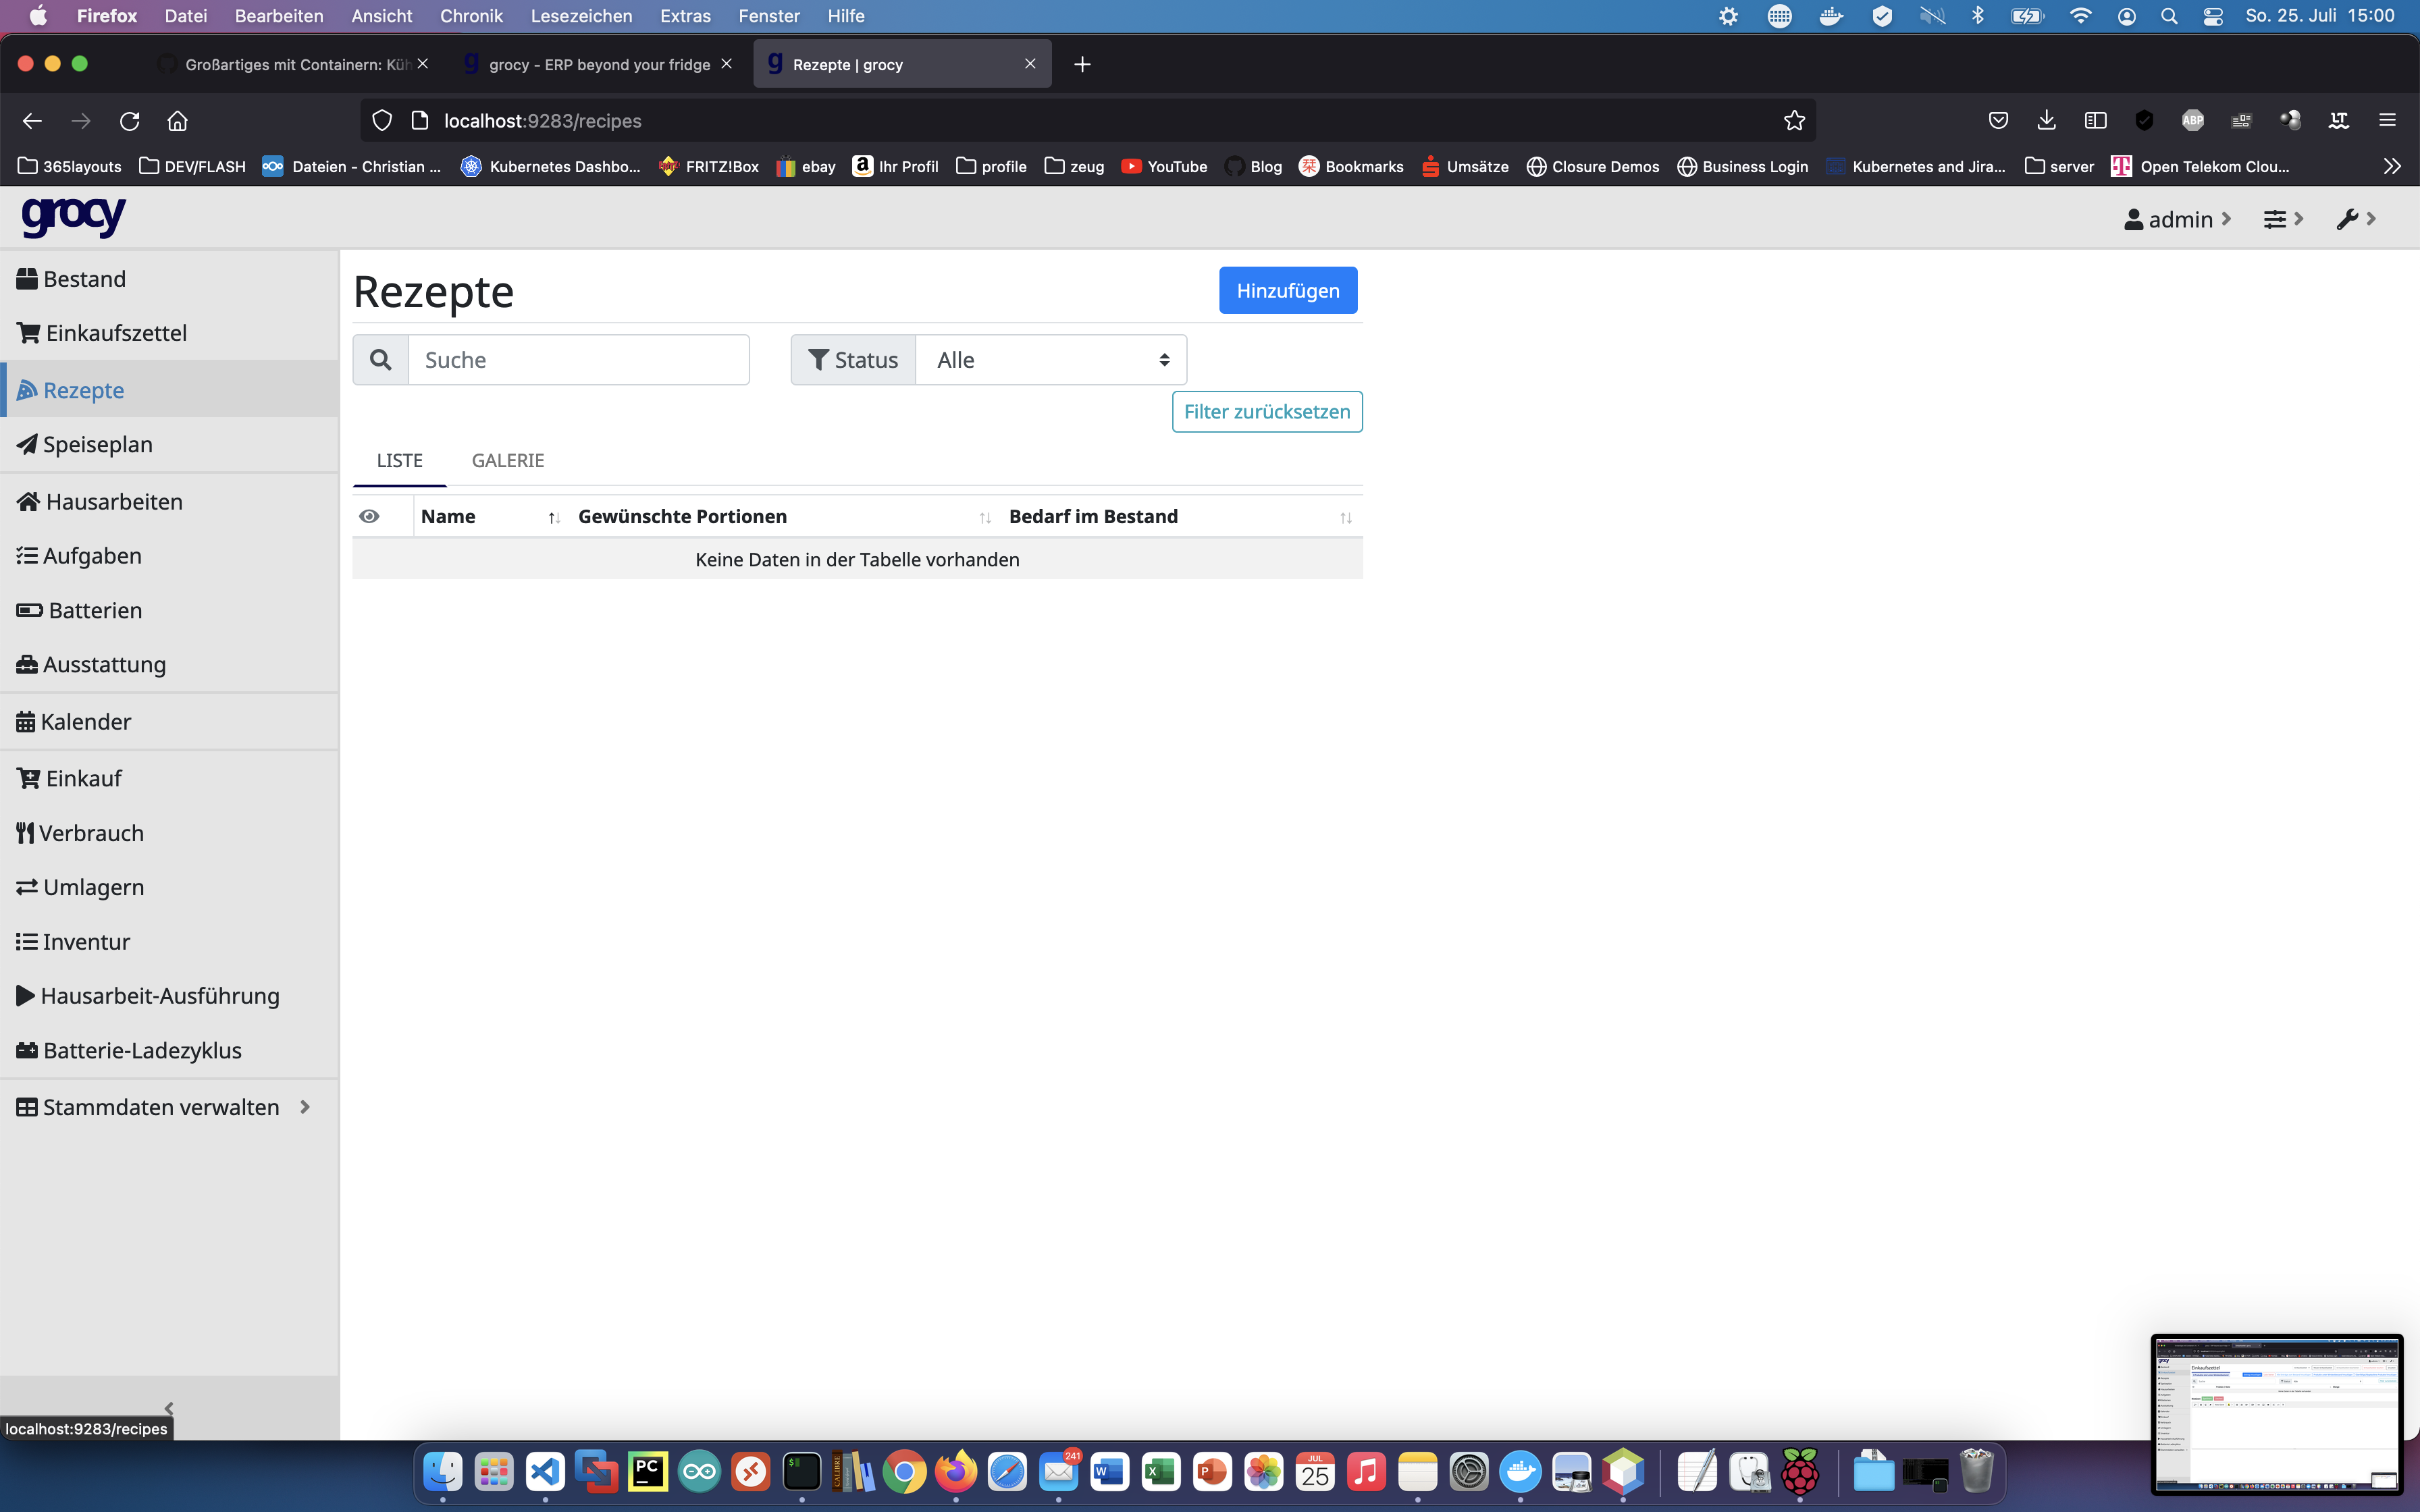 Firefox Datei Bearbeiten Ansicht Chronik Lesezeichen Extras Fenster Hilfe So. 25. Juli 15:00
Großartiges mit Containern: Küh grocy - ERP beyond your fridge Rezepte | grocy
localhost:9283/recipes ABP LT
365layouts DEV/FLASH Dateien - Christian ... Kubernetes Dashbo... FRITZ!Box ebay Ihr Profil profile zeug YouTube Blog Bookmarks Umsätze Closure Demos Business Login Kubernetes and Jira... server Open Telekom Clou...
grocy admin
Bestand
Einkaufszettel
Rezepte
Speiseplan
Hausarbeiten
Aufgaben
Batterien
Ausstattung
Kalender
Einkauf
Verbrauch
Umlagern
Inventur
Hausarbeit-Ausführung
Batterie-Ladezyklus
Stammdaten verwalten
Rezepte Hinzufügen
Suche Status Alle
Filter zurücksetzen
LISTE GALERIE
Name Gewünschte Portionen Bedarf im Bestand
Keine Daten in der Tabelle vorhanden
localhost:9283/recipes
PC CALIBRE 241 W X P JUL 25